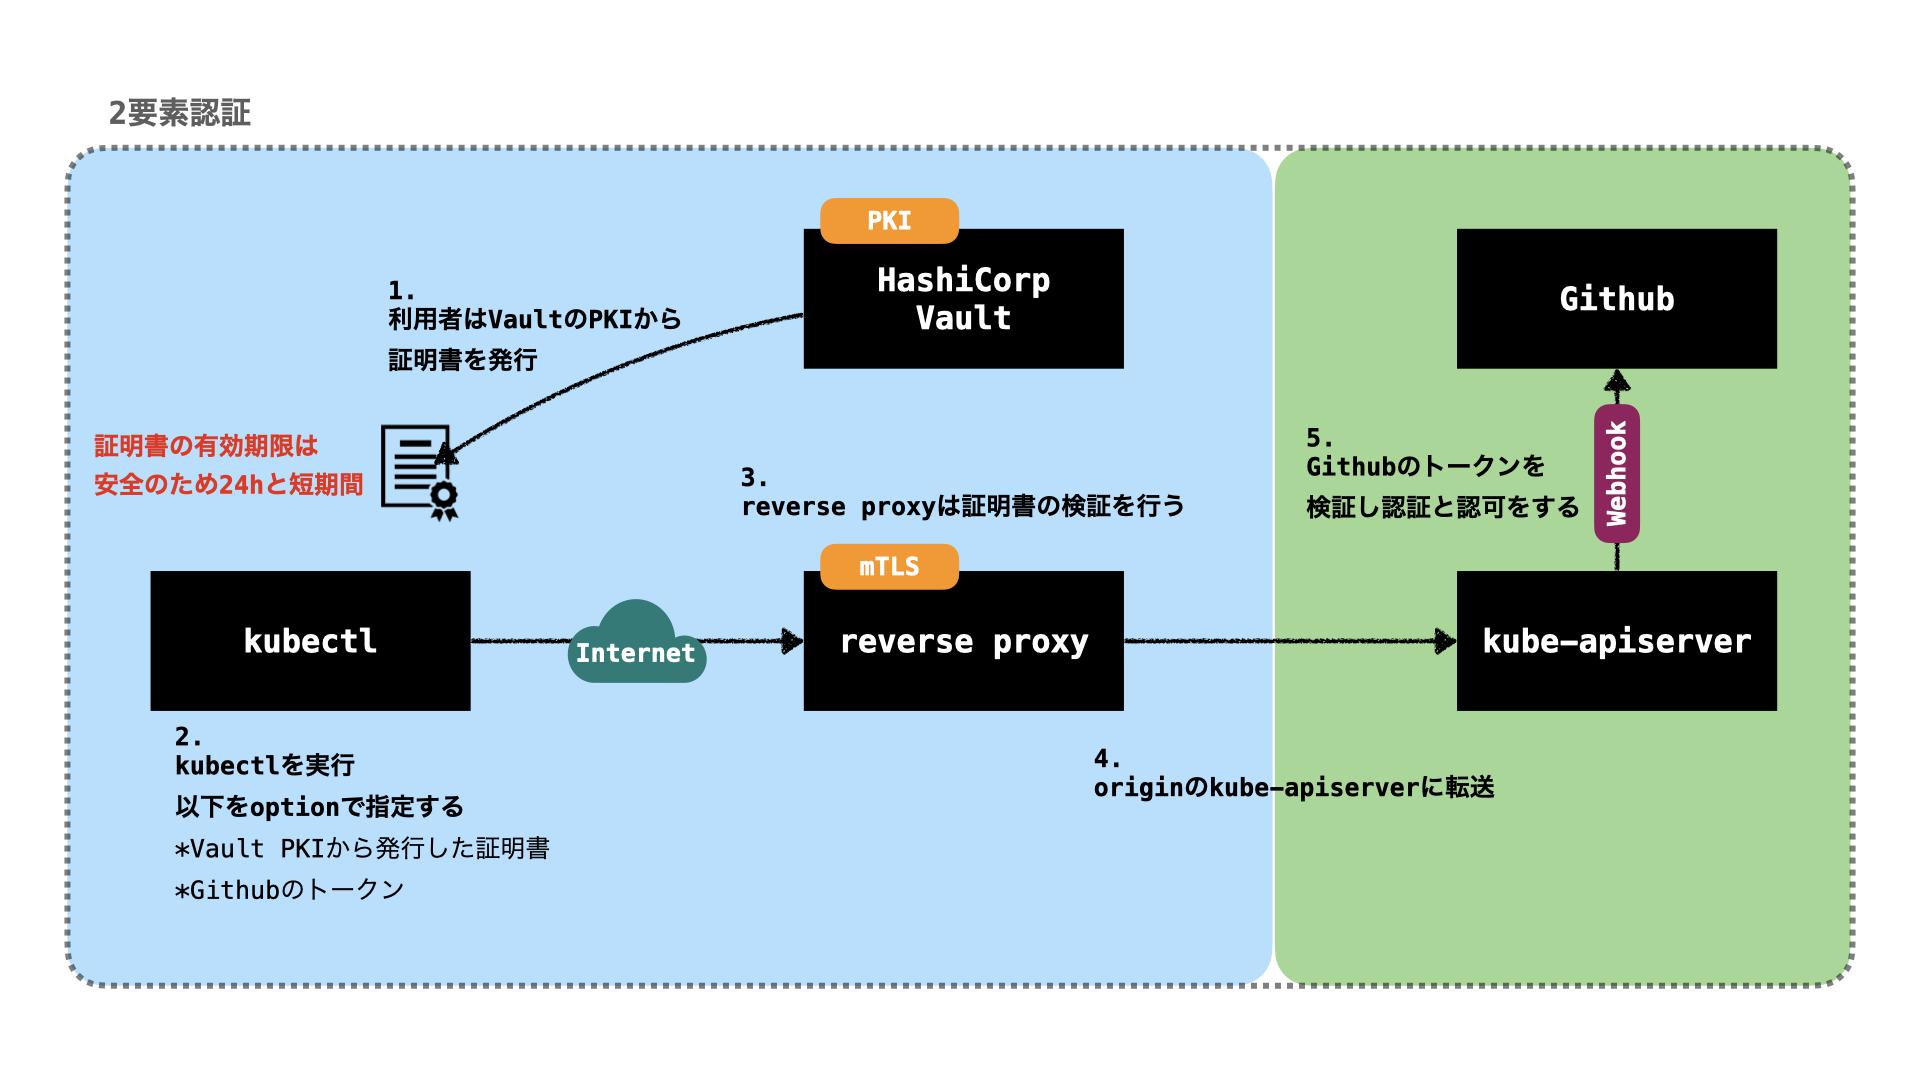 2要素認証
PKI
HashiCorp
Vault
Github
1.
利用者はVaultのPKIから
証明書を発行
証明書の有効期限は
安全のため24hと短期間
3.
reverse proxyは証明書の検証を行う
5.
Githubのトークンを
検証し認証と認可をする
Webhook
mTLS
kubectl
Internet
reverse proxy
kube-apiserver
2.
kubectlを実行
以下をoptionで指定する
*Vault PKIから発行した証明書
*Githubのトークン
4.
originのkube-apiserverに転送